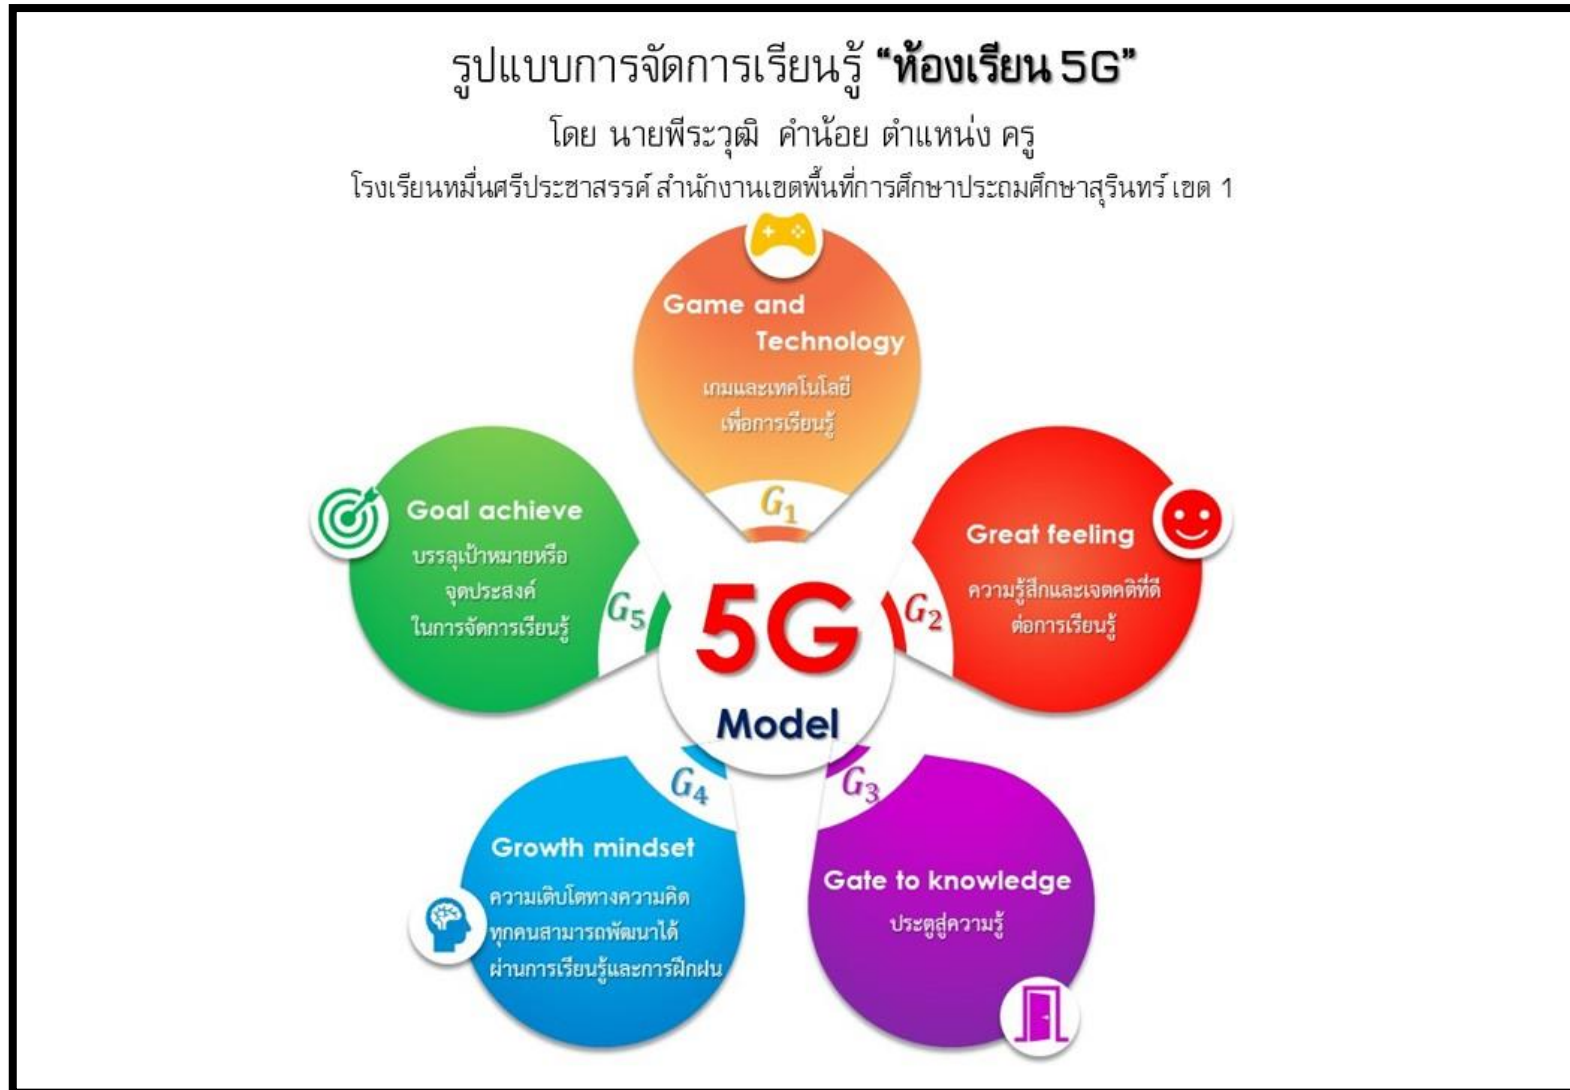 รูปแบบการจัดการเรียนรู้ “ห้องเรียน 5G”
โดย นายพีระวุฒิ คำน้อย ตำแหน่ง ครู
โรงเรียนหมื่นศรีประชาสรรค์ สำนักงานเขตพื้นที่การศึกษาประถมศึกษาสุรินทร์ เขต 1
Game and
Technology
เกมและเทคโนโลยี
เพื่อการเรียนรู้
G1
Great feeling
ความรู้สึกและเจตคติที่ดี
ต่อการเรียนรู้
G2
Gate to knowledge
ประตูสู่ความรู้
G3
Growth mindset
ความเติบโตทางความคิด
ทุกคนสามารถพัฒนาได้
ผ่านการเรียนรู้และการฝึกฝน
G4
Goal achieve
บรรลุเป้าหมายหรือ
จุดประสงค์
ในการจัดการเรียนรู้
G5
5G
Model